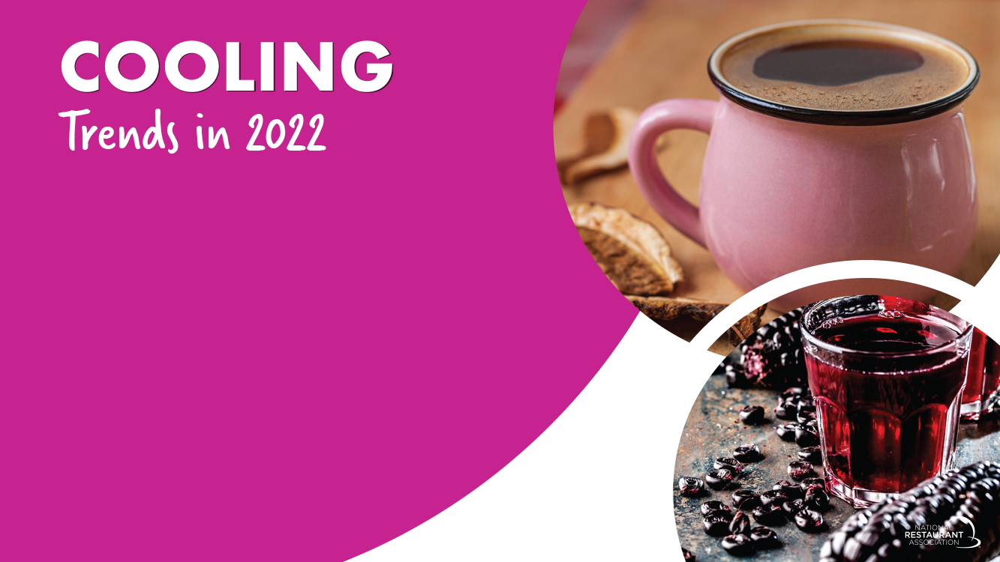 COOLING
Trends in 2022
NATIONAL
RESTAURANT
ASSOCIATION